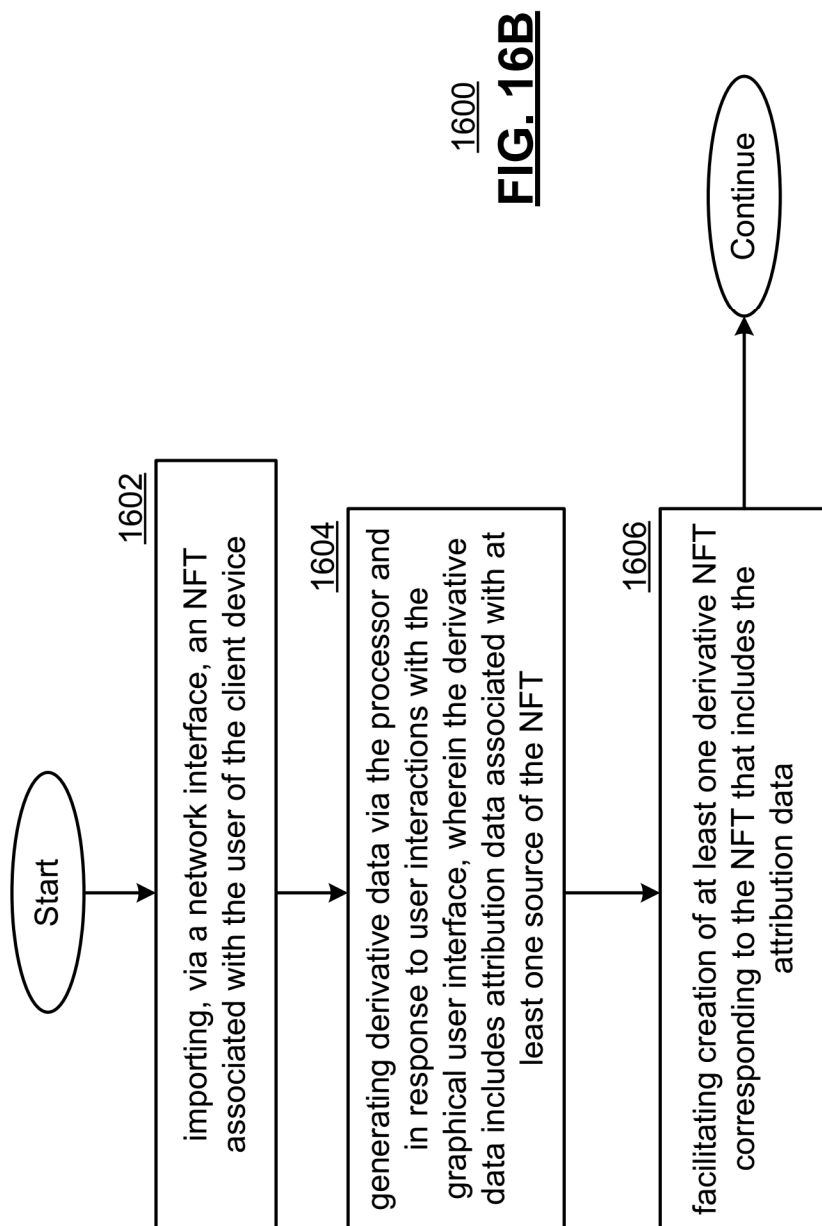 Start
1602
importing, via a network interface, an NFT
associated with the user of the client device
1604
generating derivative data via the processor and
in response to user interactions with the
graphical user interface, wherein the derivative
data includes attribution data associated with at
least one source of the NFT
1606
facilitating creation of at least one derivative NFT
corresponding to the NFT that includes the
attribution data
Continue
1600
FIG. 16B